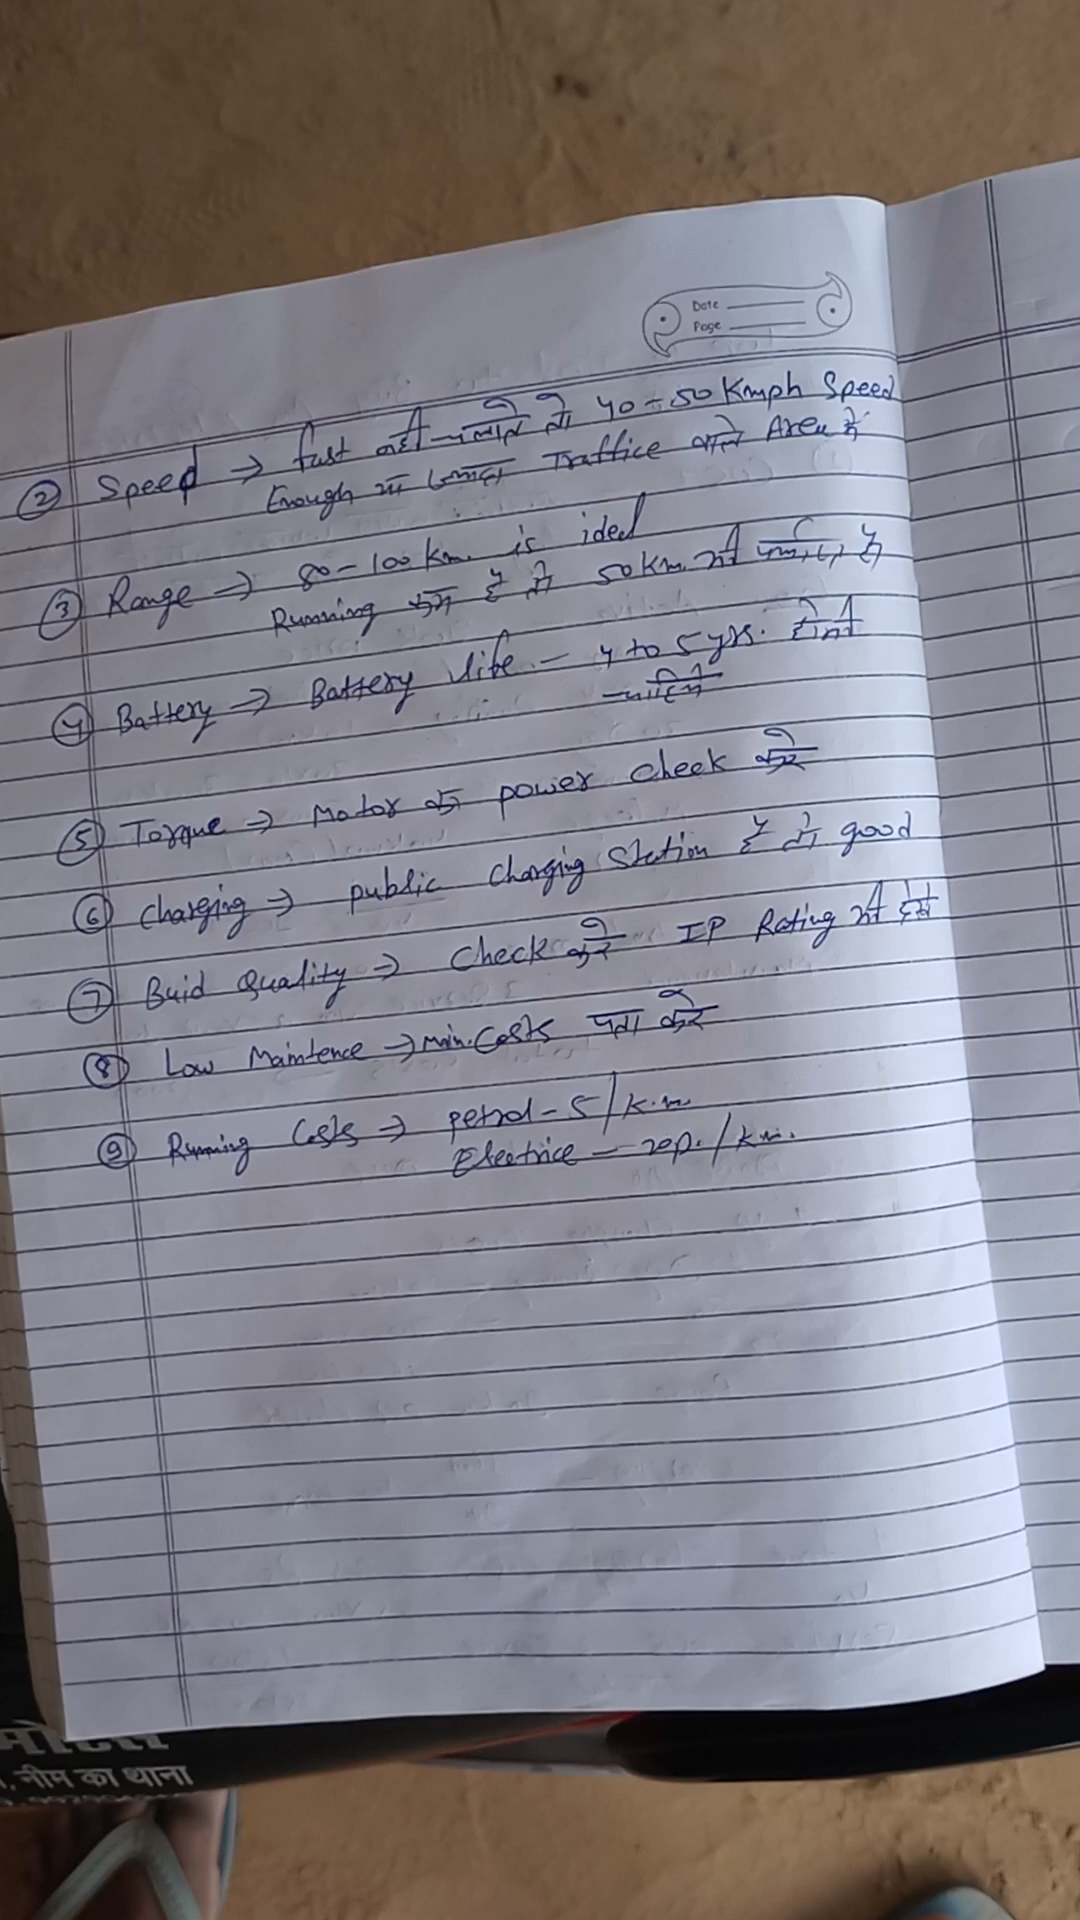 Date
Page
② Speed → fast नही चलाते तो 40-50 Kmph Speed
Enough या ज्यादा Traffice वाले Area में
③ Range → 80-100 Km. is ideal
Running कम है तो 50 Km. भी पर्याप्त है
④ Battery → Battery life - 4 to 5 yrs. होनी
चाहिये
⑤ Torque → Motor का power check करे
⑥ Charging → public Charging Station है तो good
⑦ Buid Quality → Check करे IP Rating भी देखे
⑧ Low Maintence → Main. Costs पता करे
⑨ Running Costs → petrol - 5/k.m.
Electrice - /km.
नीम का थाना